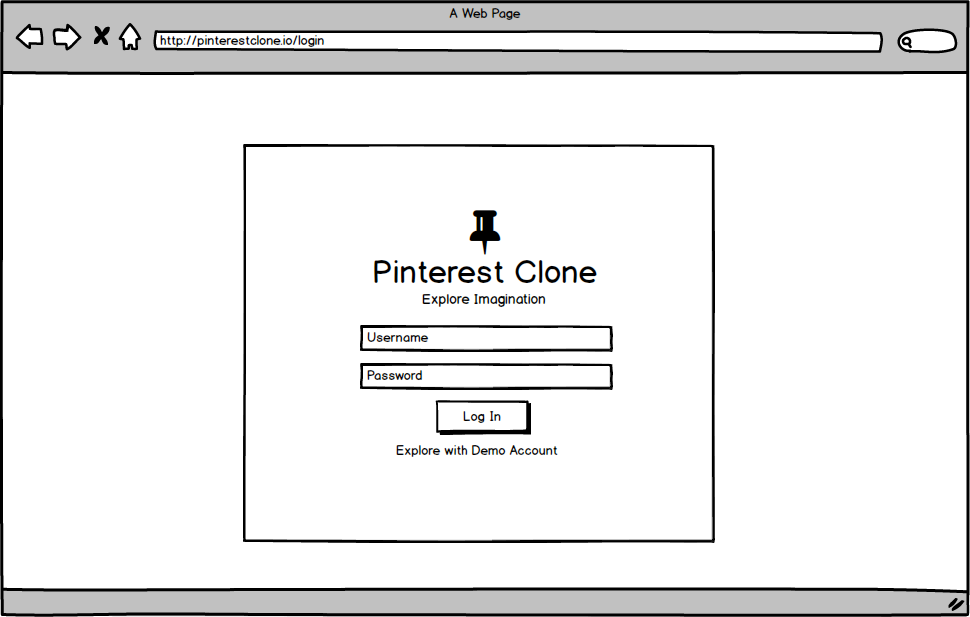 A Web Page
http://pinterestclone.io/login
Pinterest Clone
Explore Imagination
Username
Password
Log In
Explore with Demo Account